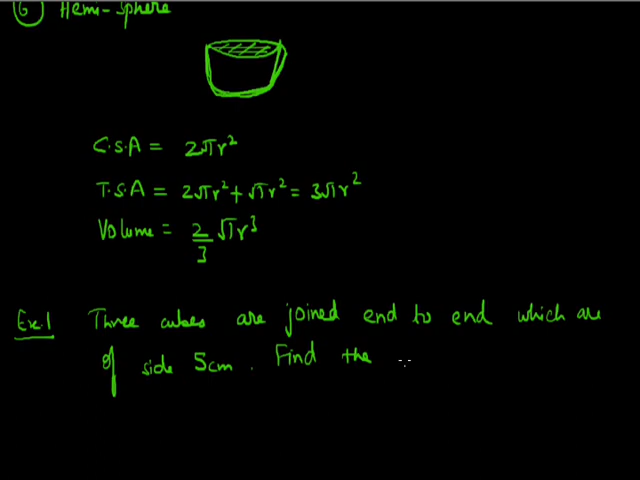 6 Hemi-Sphere
C.S.A = 2πr²
T.S.A = 2πr² + πr² = 3πr²
Volume = 2/3 πr³
Ex.1 Three cubes are joined end to end which are
of side 5cm. Find the